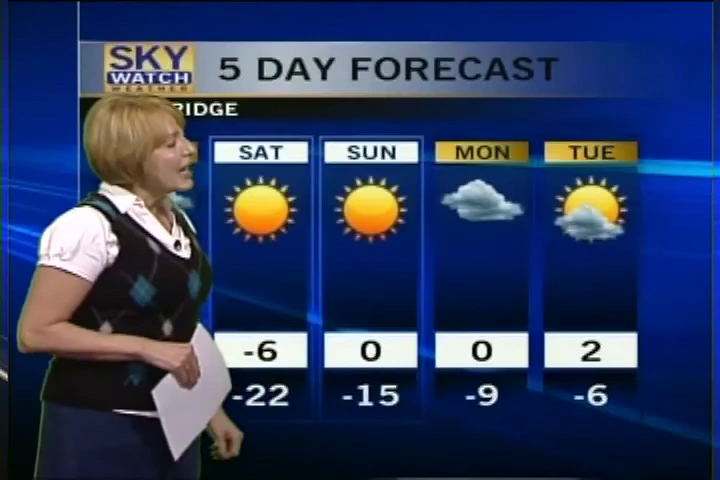 SKY
WATCH
WEATHER
5 DAY FORECAST
RIDGE
SAT SUN MON TUE
-6 0 0 2
-22 -15 -9 -6